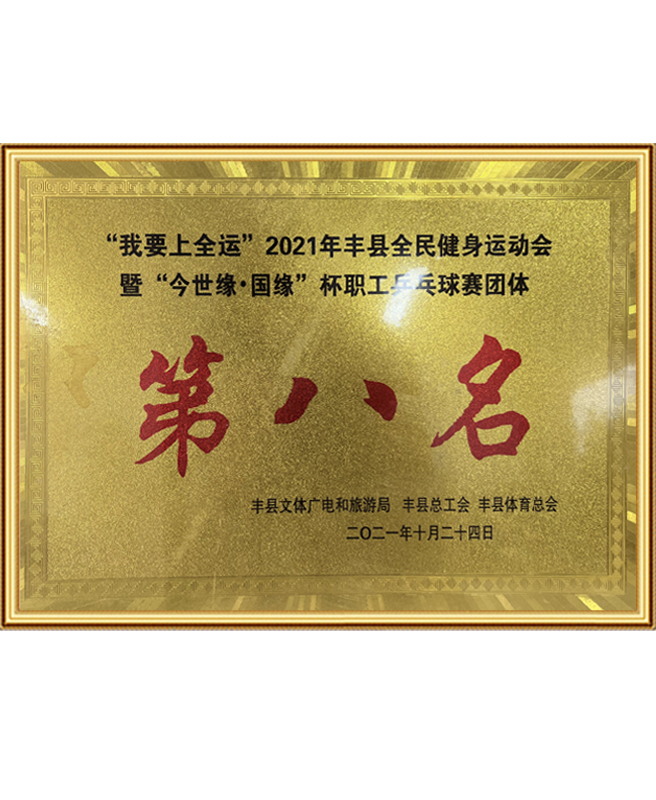 “我要上全运”2021年丰县全民健身运动会
暨“今世缘·国缘”杯职工乒乓球赛团体
第八名
丰县文体广电和旅游局 丰县总工会 丰县体育总会
二〇二一年十月二十四日